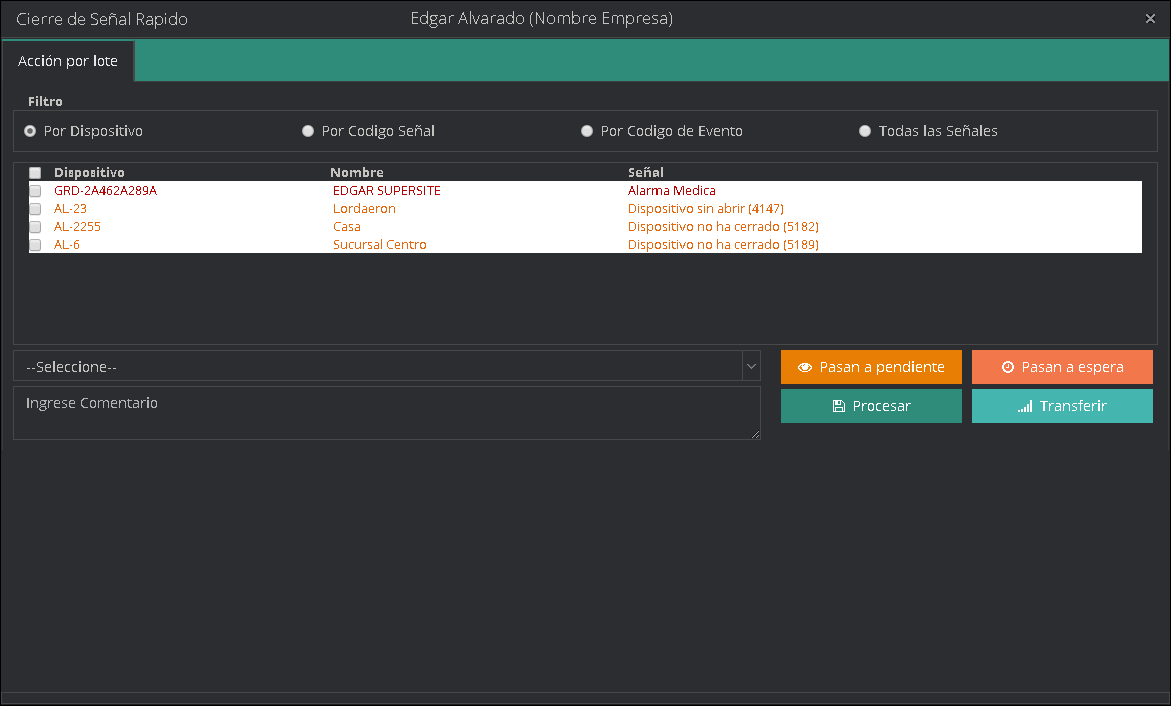 Cierre de Señal Rapido
Edgar Alvarado (Nombre Empresa)
Acción por lote
Filtro
Por Dispositivo
Por Codigo Señal
Por Codigo de Evento
Todas las Señales
Dispositivo Nombre Señal
GRD-2A462A289A EDGAR SUPERSITE Alarma Medica
AL-23 Lordaeron Dispositivo sin abrir (4147)
AL-2255 Casa Dispositivo no ha cerrado (5182)
AL-6 Sucursal Centro Dispositivo no ha cerrado (5189)
--Seleccione--
Pasan a pendiente
Pasan a espera
Ingrese Comentario
Procesar
Transferir